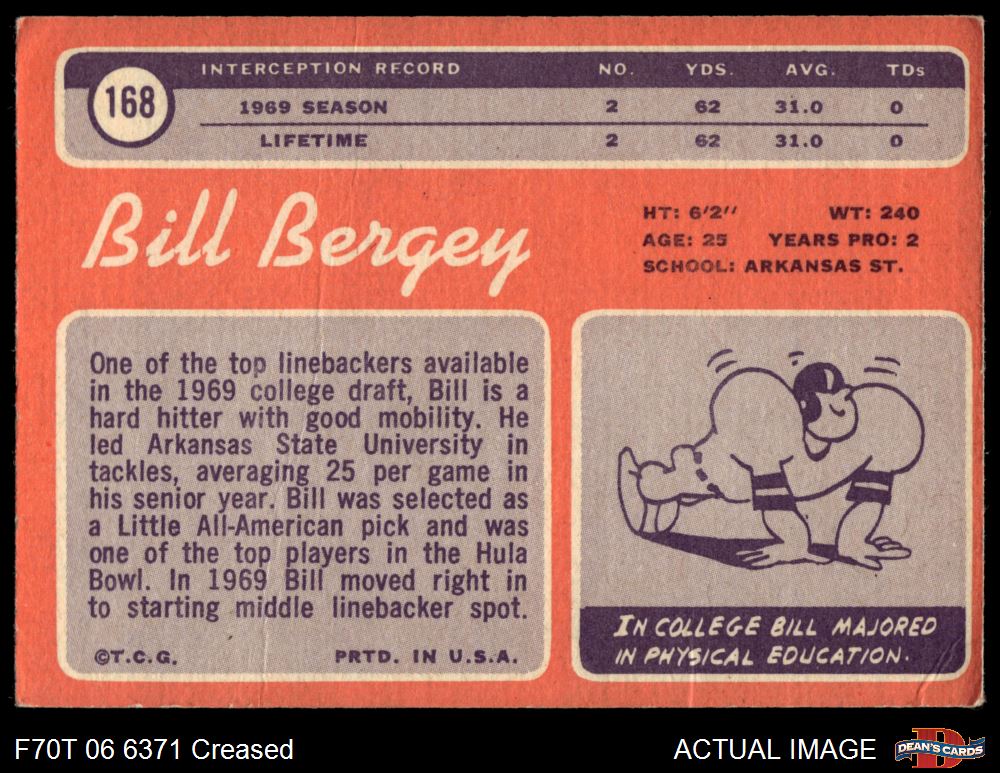 168
INTERCEPTION RECORD NO. YDS. AVG. TDs
1969 SEASON 2 62 31.0 0
LIFETIME 2 62 31.0 0
Bill Bergey
HT: 6'2" WT: 240
AGE: 25 YEARS PRO: 2
SCHOOL: ARKANSAS ST.
One of the top linebackers available
in the 1969 college draft, Bill is a
hard hitter with good mobility. He
led Arkansas State University in
tackles, averaging 25 per game in
his senior year. Bill was selected as
a Little All-American pick and was
one of the top players in the Hula
Bowl. In 1969 Bill moved right in
to starting middle linebacker spot.
©T.C.G. PRTD. IN U.S.A.
IN COLLEGE BILL MAJORED
IN PHYSICAL EDUCATION.
F70T 06 6371 Creased
ACTUAL IMAGE
D
DEAN'S CARDS